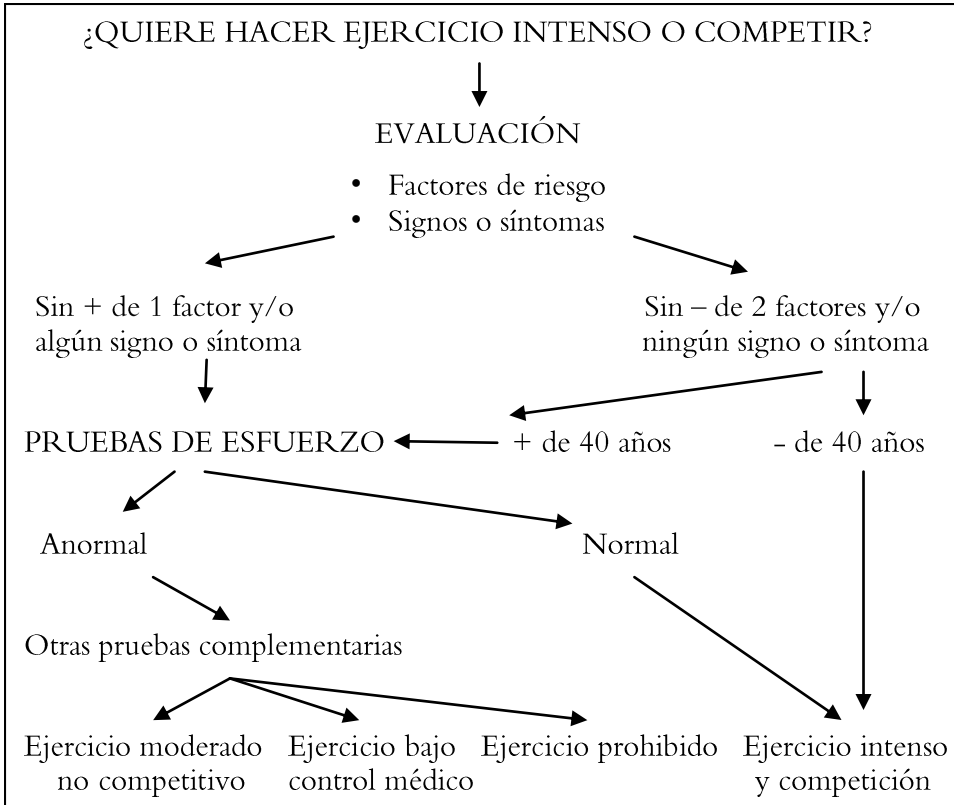 ¿QUIERE HACER EJERCICIO INTENSO O COMPETIR?
EVALUACIÓN
• Factores de riesgo
• Signos o síntomas
Sin + de 1 factor y/o
algún signo o síntoma
Sin – de 2 factores y/o
ningún signo o síntoma
PRUEBAS DE ESFUERZO
+ de 40 años
- de 40 años
Anormal
Normal
Otras pruebas complementarias
Ejercicio moderado
no competitivo
Ejercicio bajo
control médico
Ejercicio prohibido
Ejercicio intenso
y competición